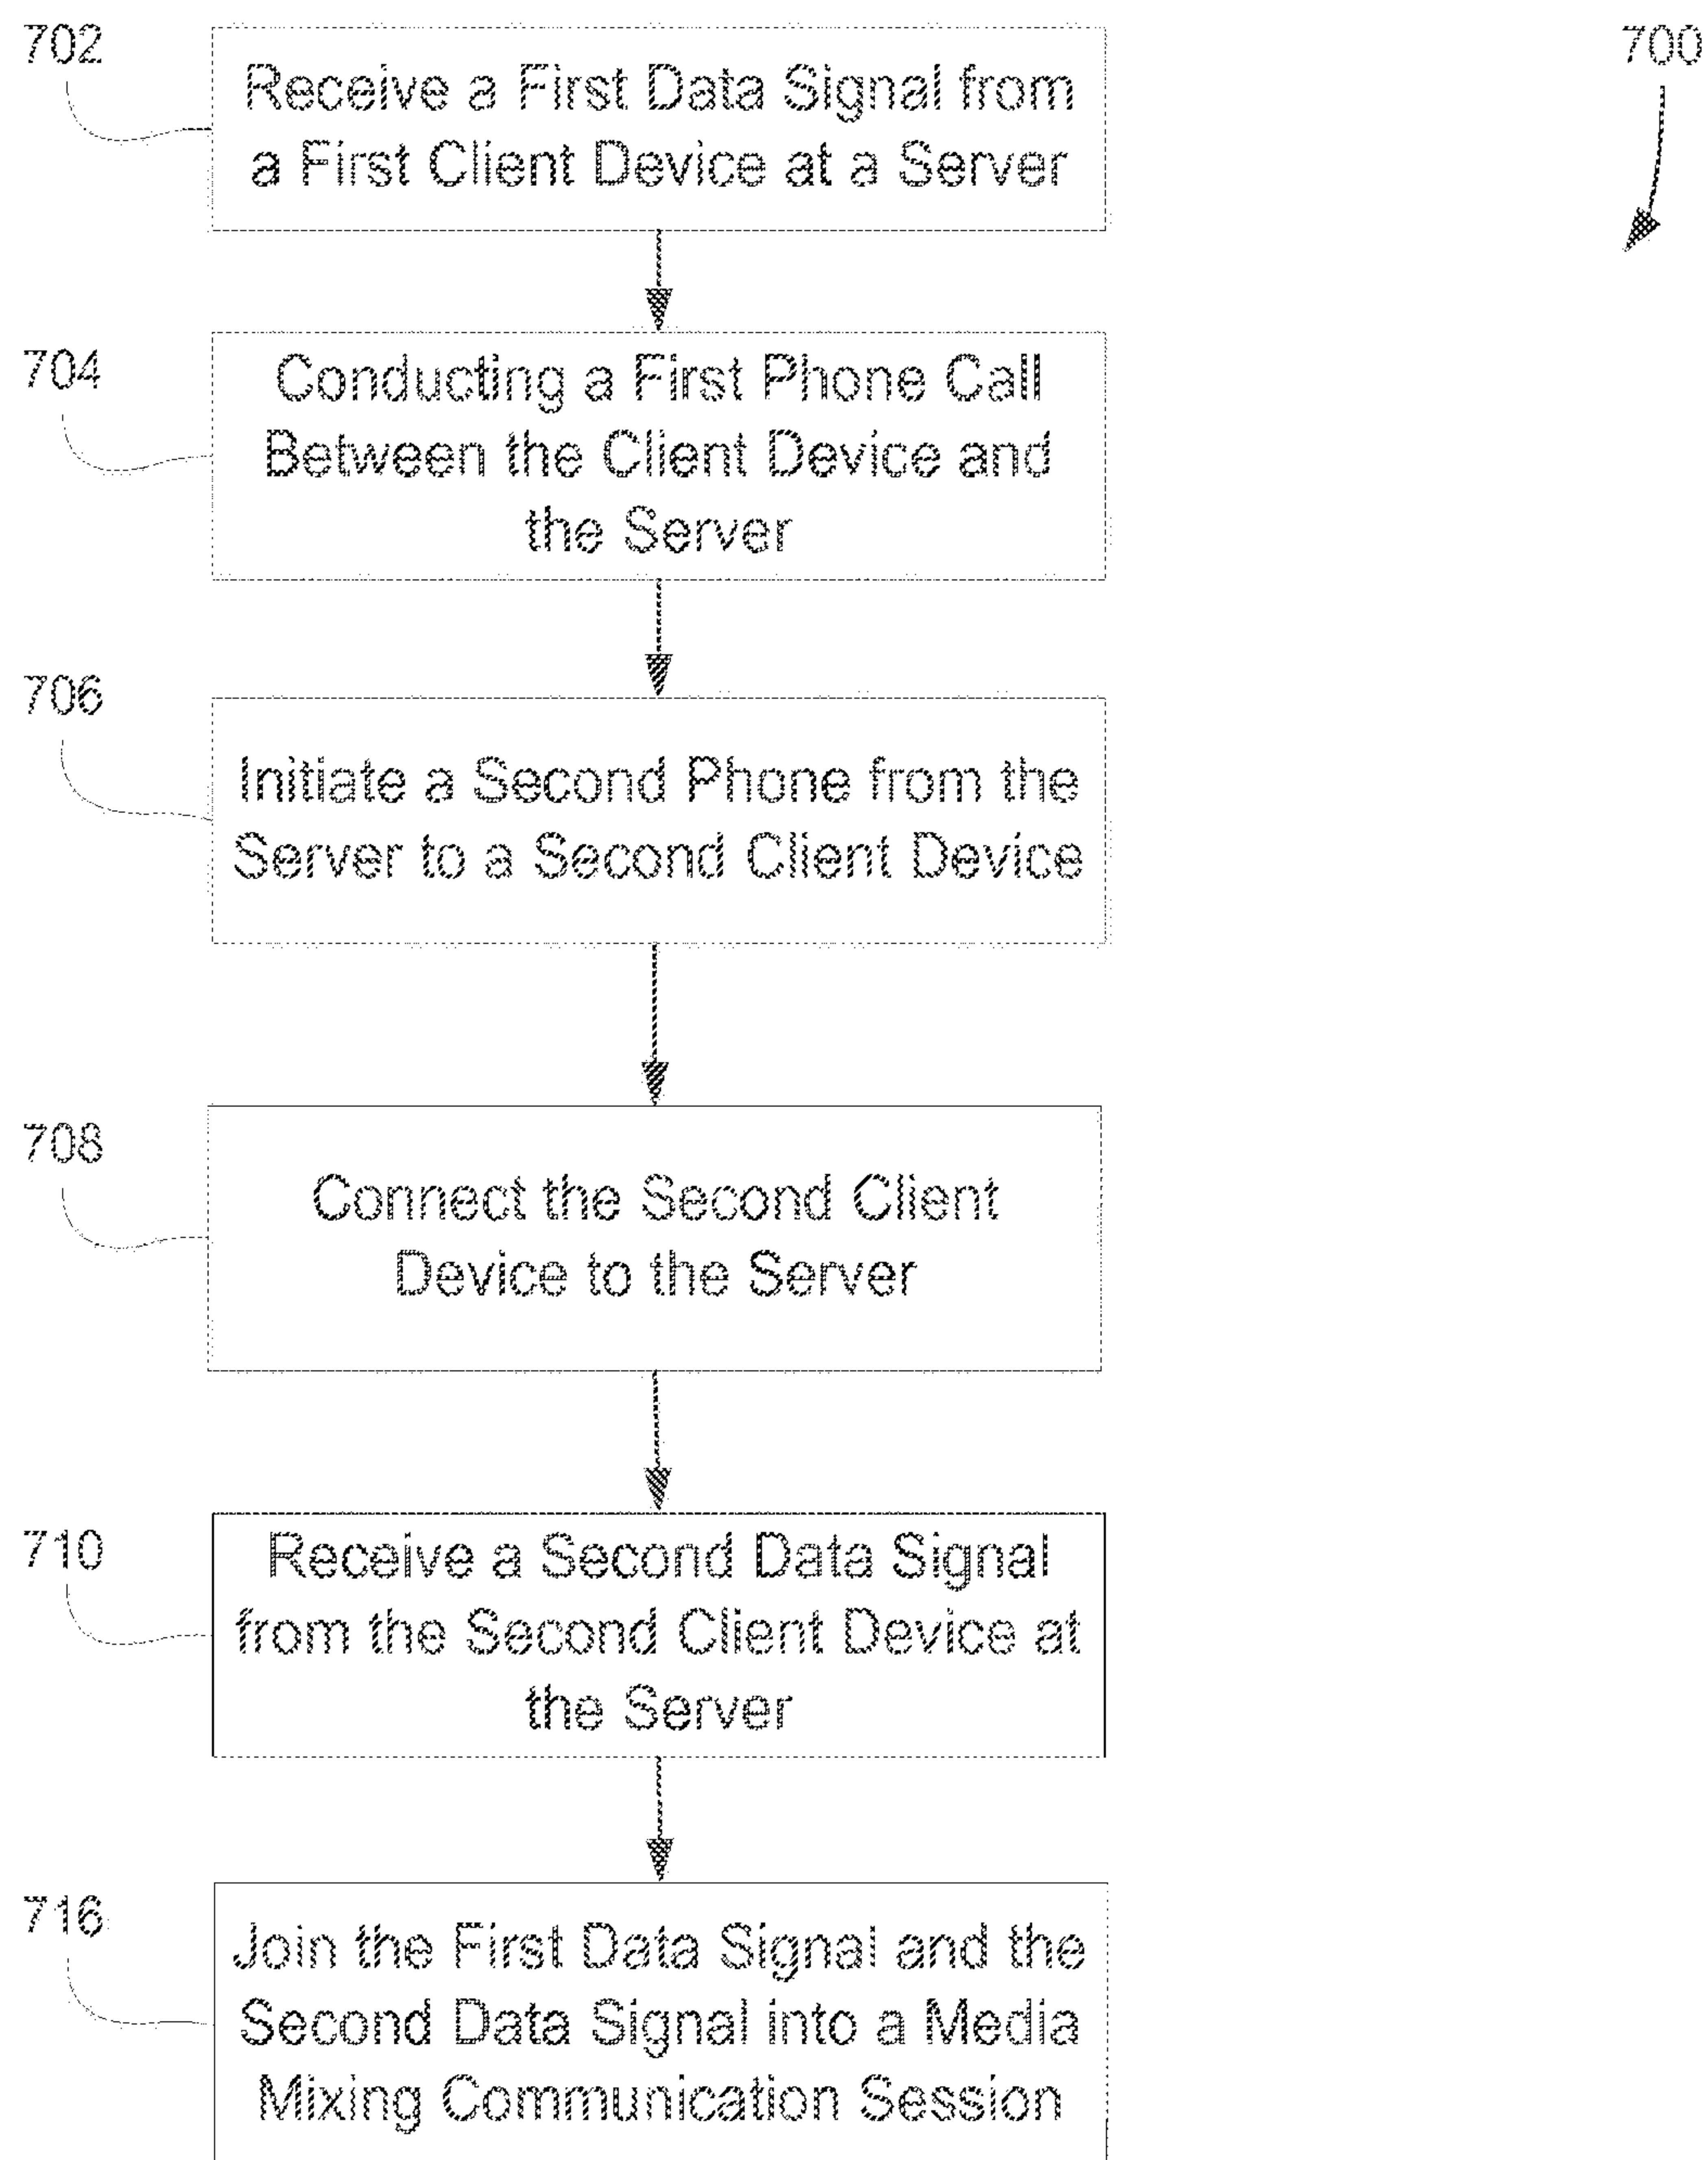 702
700
Receive a First Data Signal from
a First Client Device at a Server
704
Conducting a First Phone Call
Between the Client Device and
the Server
706
Initiate a Second Phone from the
Server to a Second Client Device
708
Connect the Second Client
Device to the Server
710
Receive a Second Data Signal
from the Second Client Device at
the Server
716
Join the First Data Signal and the
Second Data Signal into a Media
Mixing Communication Session